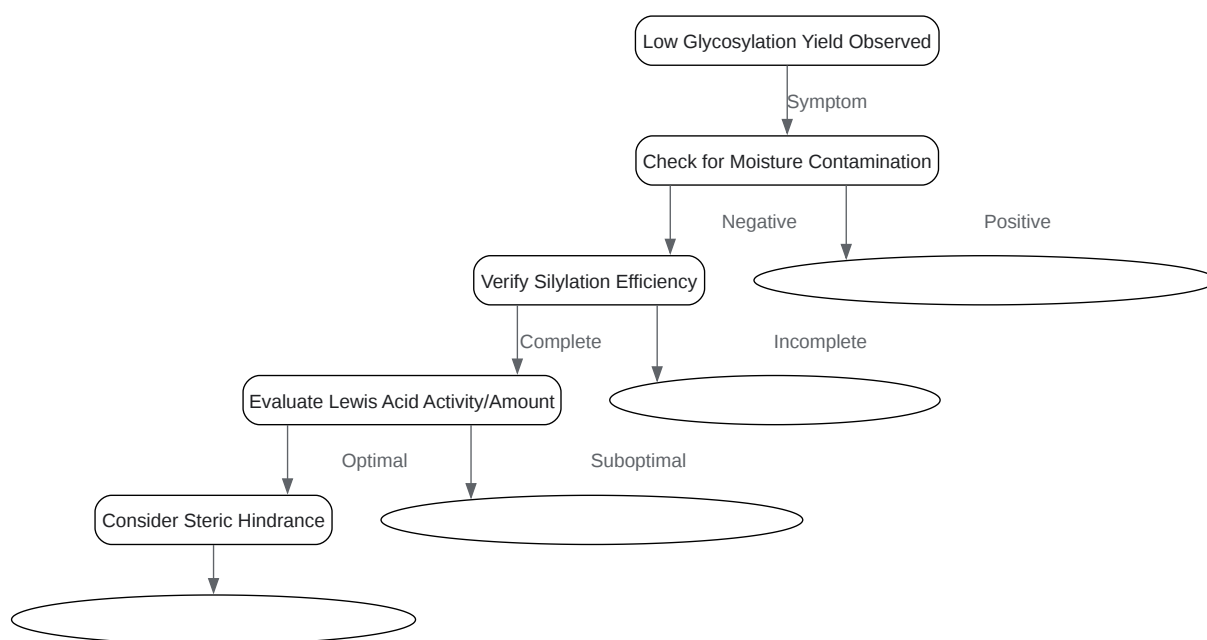 Low Glycosylation Yield Observed
Symptom
Check for Moisture Contamination
Negative
Positive
Verify Silylation Efficiency
Complete
Incomplete
Evaluate Lewis Acid Activity/Amount
Optimal
Suboptimal
Consider Steric Hindrance